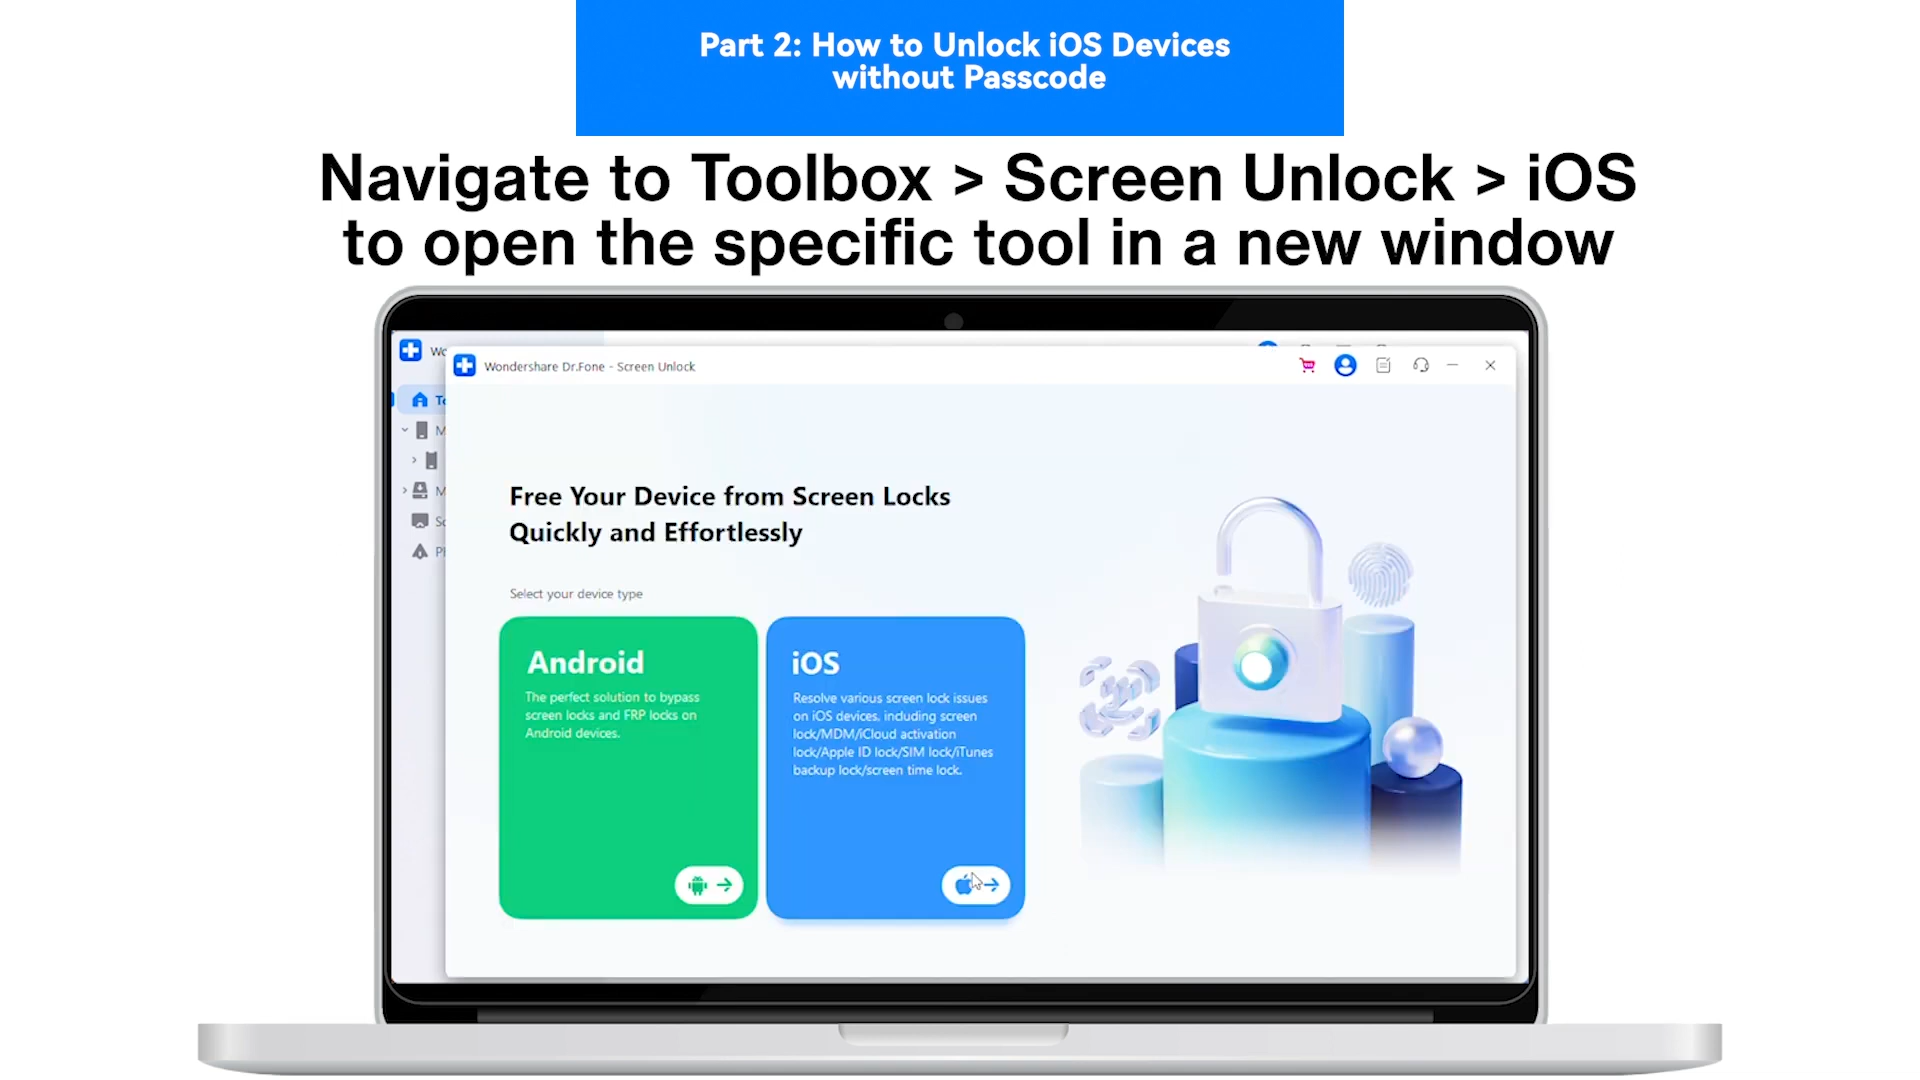 Part 2: How to Unlock iOS Devices
without Passcode
Navigate to Toolbox > Screen Unlock > iOS
to open the specific tool in a new window
Wondershare Dr.Fone - Screen Unlock
Free Your Device from Screen Locks
Quickly and Effortlessly
Select your device type
Android
The perfect solution to bypass
screen locks and FRP locks on
Android devices.
iOS
Resolve various screen lock issues
on iOS devices, including screen
lock/MDM/iCloud activation
lock/Apple ID lock/SIM lock/iTunes
backup lock/screen time lock.